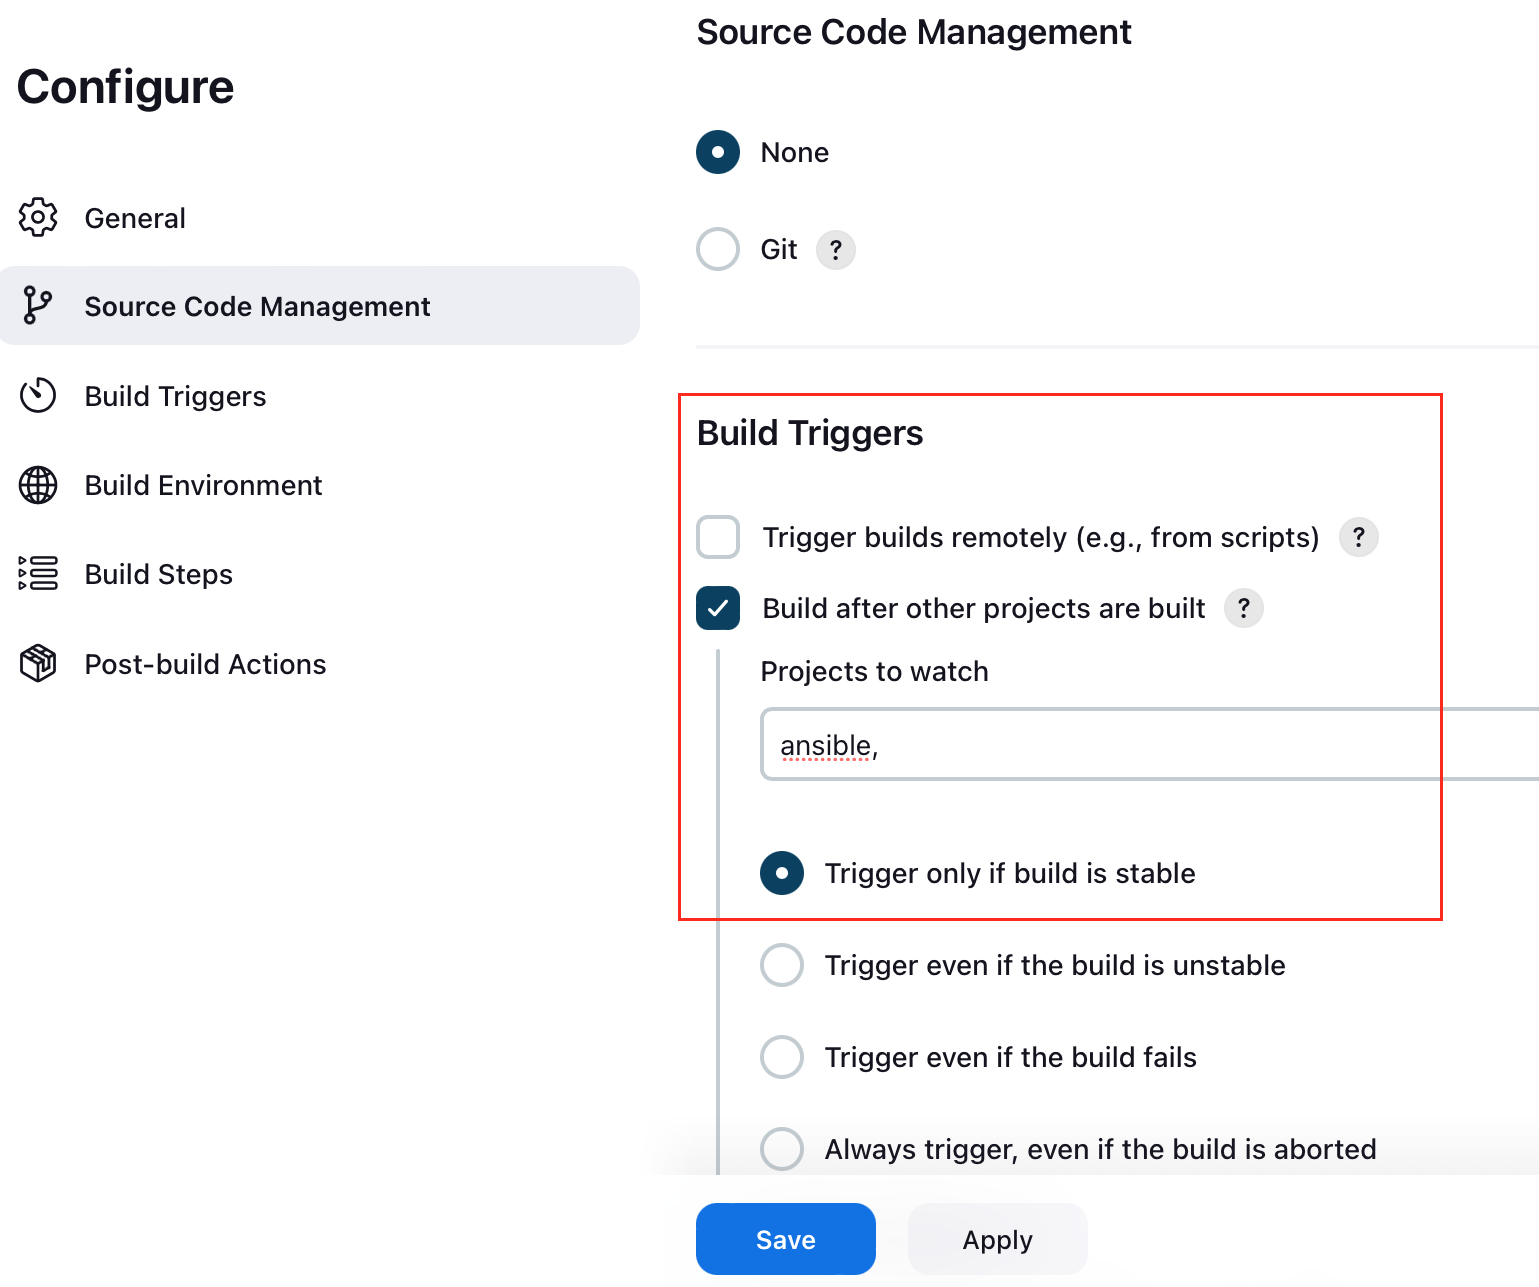 Configure
General
Source Code Management
Build Triggers
Build Environment
Build Steps
Post-build Actions
Source Code Management
None
Git ?
Build Triggers
Trigger builds remotely (e.g., from scripts) ?
Build after other projects are built ?
Projects to watch
ansible,
Trigger only if build is stable
Trigger even if the build is unstable
Trigger even if the build fails
Always trigger, even if the build is aborted
Save Apply